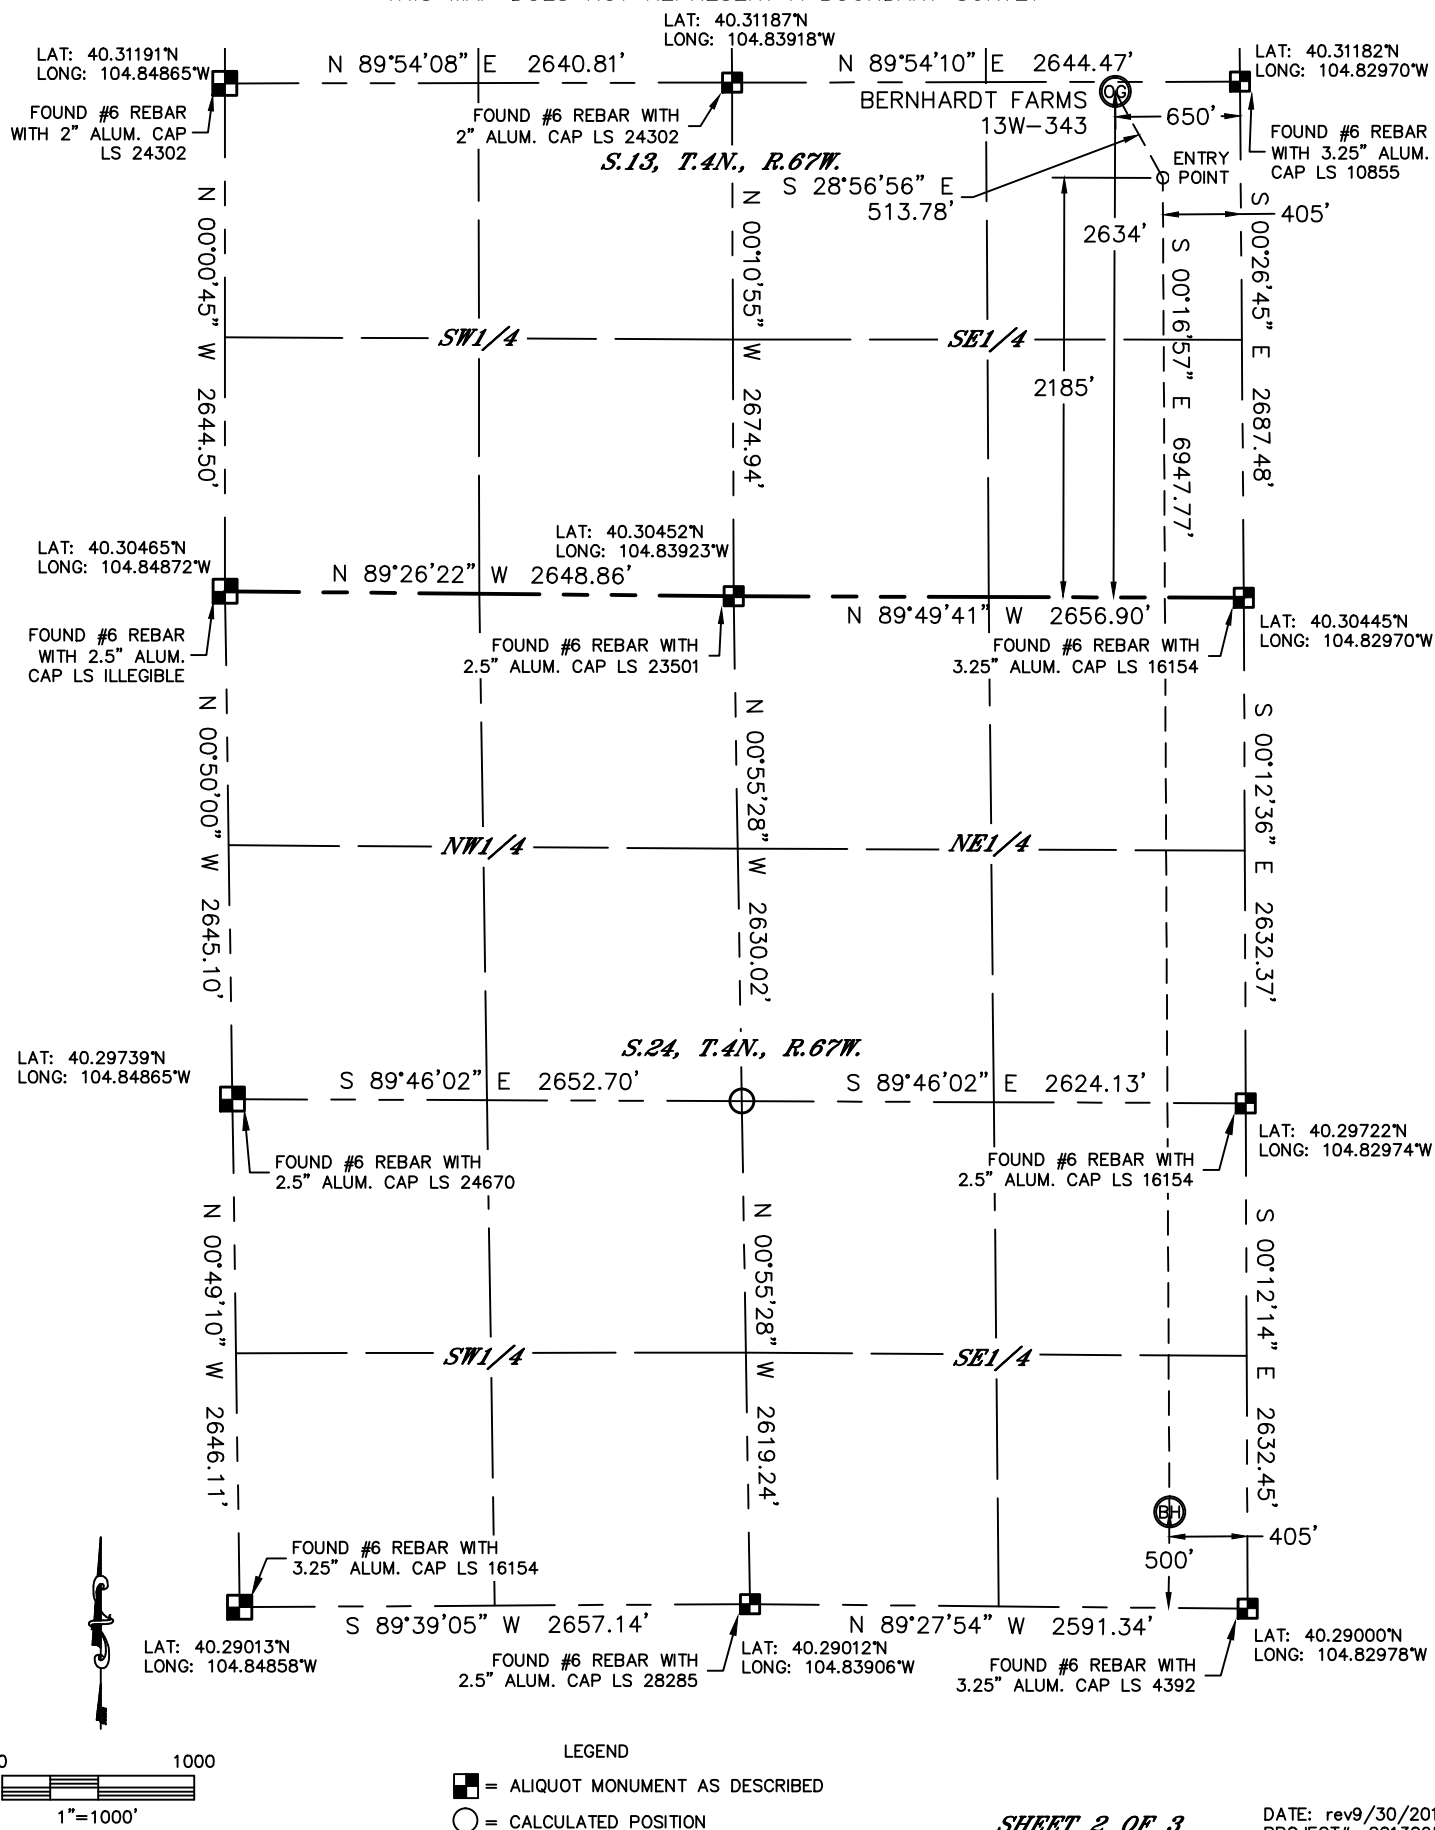 LAT: 40.31187°N
LONG: 104.83918°W
LAT: 40.31191°N
LONG: 104.84865°W
N 89°54'08" E 2640.81'
N 89°54'10" E 2644.47'
LAT: 40.31182°N
LONG: 104.82970°W
FOUND #6 REBAR
WITH 2" ALUM. CAP
LS 24302
FOUND #6 REBAR WITH
2" ALUM. CAP LS 24302
BERNHARDT FARMS
13W-343
OG
650'
FOUND #6 REBAR
WITH 3.25" ALUM.
CAP LS 10855
S.13, T.4N., R.67W.
S 28°56'56" E
513.78'
ENTRY
POINT
405'
2634'
N 00°00'45" W 2644.50'
N 00°10'55" W 2674.94'
S 00°16'57" E 6947.77'
S 00°26'45" E 2687.48'
SW1/4
SE1/4
2185'
LAT: 40.30465°N
LONG: 104.84872°W
LAT: 40.30452°N
LONG: 104.83923°W
N 89°26'22" W 2648.86'
N 89°49'41" W 2656.90'
LAT: 40.30445°N
LONG: 104.82970°W
FOUND #6 REBAR
WITH 2.5" ALUM.
CAP LS ILLEGIBLE
FOUND #6 REBAR WITH
2.5" ALUM. CAP LS 23501
FOUND #6 REBAR WITH
3.25" ALUM. CAP LS 16154
N 00°50'00" W 2645.10'
N 00°55'28" W 2630.02'
S 00°12'36" E 2632.37'
NW1/4
NE1/4
S.24, T.4N., R.67W.
LAT: 40.29739°N
LONG: 104.84865°W
S 89°46'02" E 2652.70'
S 89°46'02" E 2624.13'
LAT: 40.29722°N
LONG: 104.82974°W
FOUND #6 REBAR WITH
2.5" ALUM. CAP LS 24670
FOUND #6 REBAR WITH
2.5" ALUM. CAP LS 16154
N 00°49'10" W 2646.11'
N 00°55'28" W 2619.24'
S 00°12'14" E 2632.45'
SW1/4
SE1/4
BH
405'
500'
FOUND #6 REBAR WITH
3.25" ALUM. CAP LS 16154
S 89°39'05" W 2657.14'
N 89°27'54" W 2591.34'
LAT: 40.29013°N
LONG: 104.84858°W
FOUND #6 REBAR WITH
2.5" ALUM. CAP LS 28285
LAT: 40.29012°N
LONG: 104.83906°W
FOUND #6 REBAR WITH
3.25" ALUM. CAP LS 4392
LAT: 40.29000°N
LONG: 104.82978°W
0 1000
1"=1000'
LEGEND
= ALIQUOT MONUMENT AS DESCRIBED
= CALCULATED POSITION
SHEET 2 OF 3
DATE: rev9/30/201